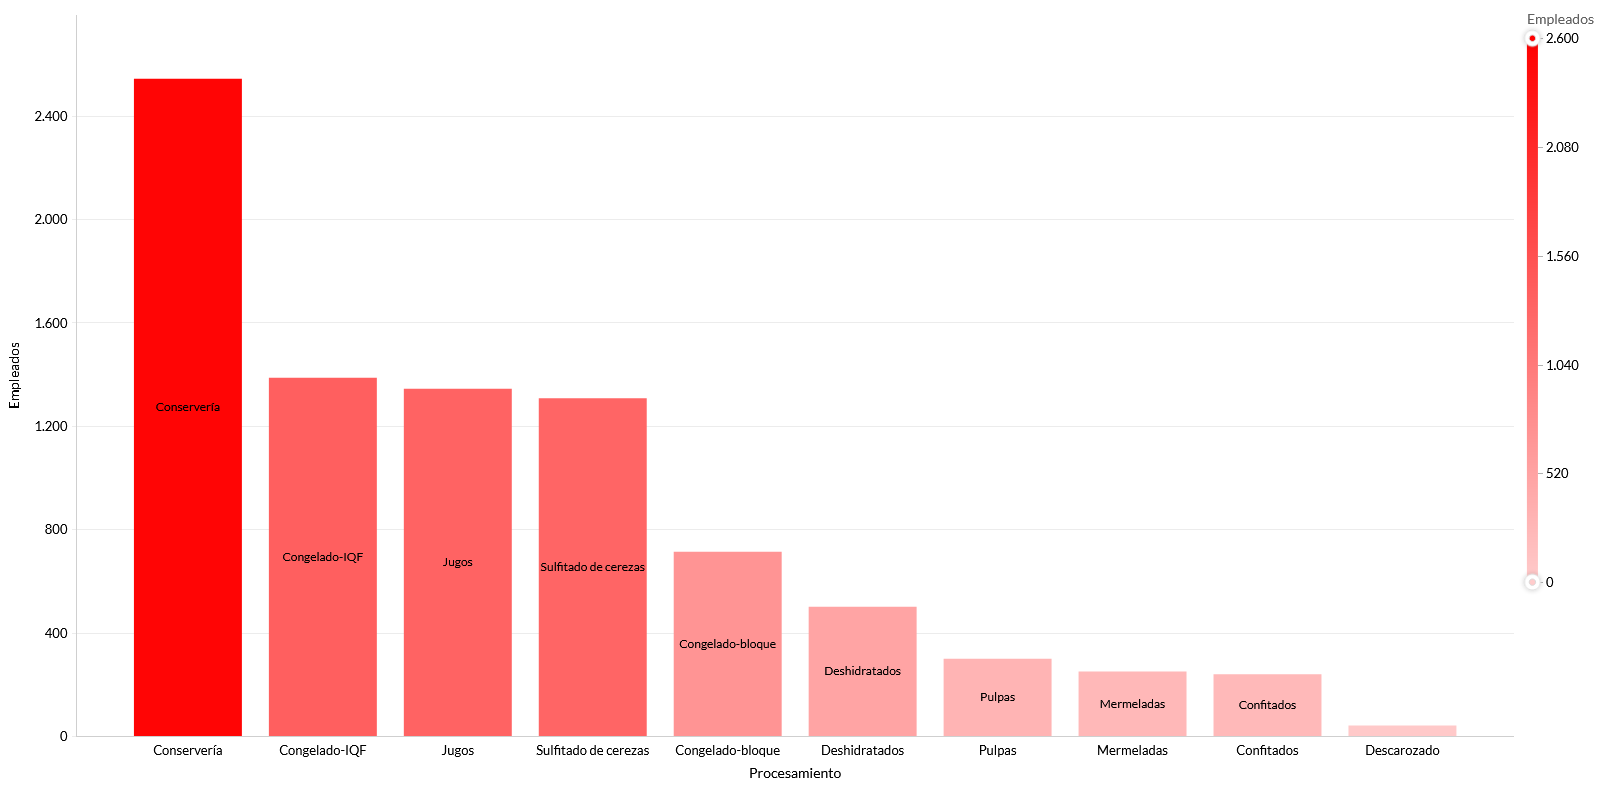 Empleados
2.600
2.080
1.560
1.040
520
0
Empleados
2.400
2.000
1.600
1.200
800
400
0
Conservería
Congelado-IQF
Jugos
Sulfitado de cerezas
Congelado-bloque
Deshidratados
Pulpas
Mermeladas
Confitados
Conservería
Congelado-IQF
Jugos
Sulfitado de cerezas
Congelado-bloque
Deshidratados
Pulpas
Mermeladas
Confitados
Descarozado
Procesamiento